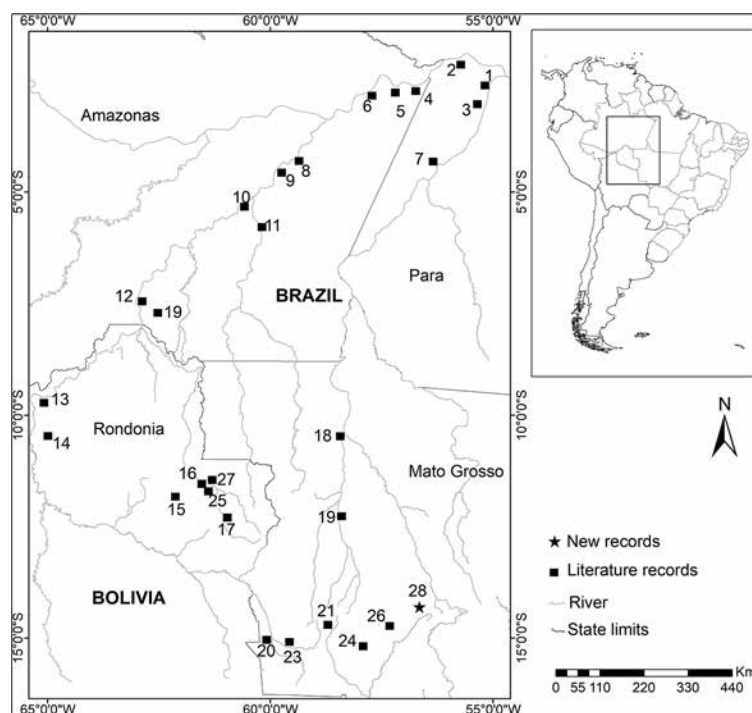 65°0'0"W 60°0'0"W 55°0'0"W
Amazonas
2
1
3
4
5
6
7
8
9
5°0'0"S 5°0'0"S
10
11
Para
BRAZIL
12
19
13
14
10°0'0"S 10°0'0"S
Rondonia
18
Mato Grosso
16
27
25
15
17
19
BOLIVIA
28
21
26
24
15°0'0"S 15°0'0"S
20
23
65°0'0"W 60°0'0"W 55°0'0"W
N
New records
Literature records
River
State limits
Km
0 55 110 220 330 440